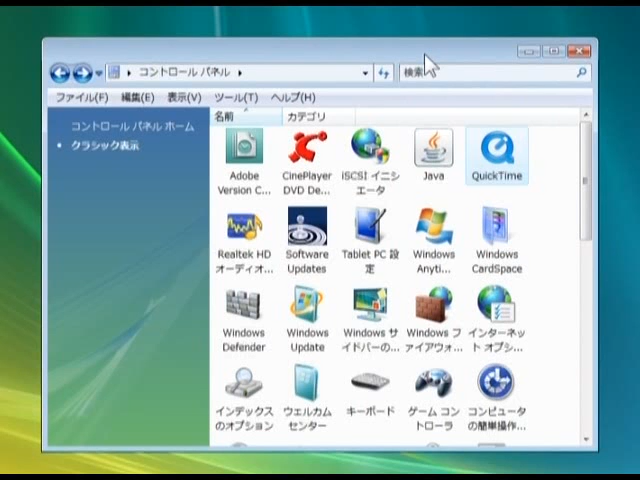 コントロール パネル
検索
ファイル(F) 編集(E) 表示(V) ツール(T) ヘルプ(H)
コントロール パネル ホーム
クラシック表示
名前 カテゴリ
Adobe
Version C...
CinePlayer
DVD De...
iSCSI イニシ
エータ
Java
QuickTime
Realtek HD
オーディオ...
Software
Updates
Tablet PC 設
定
Windows
Anyti...
Windows
CardSpace
Windows
Defender
Windows
Update
Windows サ
イドバーの...
Windows フ
ァイアウォ...
インターネッ
ト オプシ...
インデックス
のオプション
ウェルカム
センター
キーボード
ゲーム コン
トローラ
コンピュータ
の簡単操作...